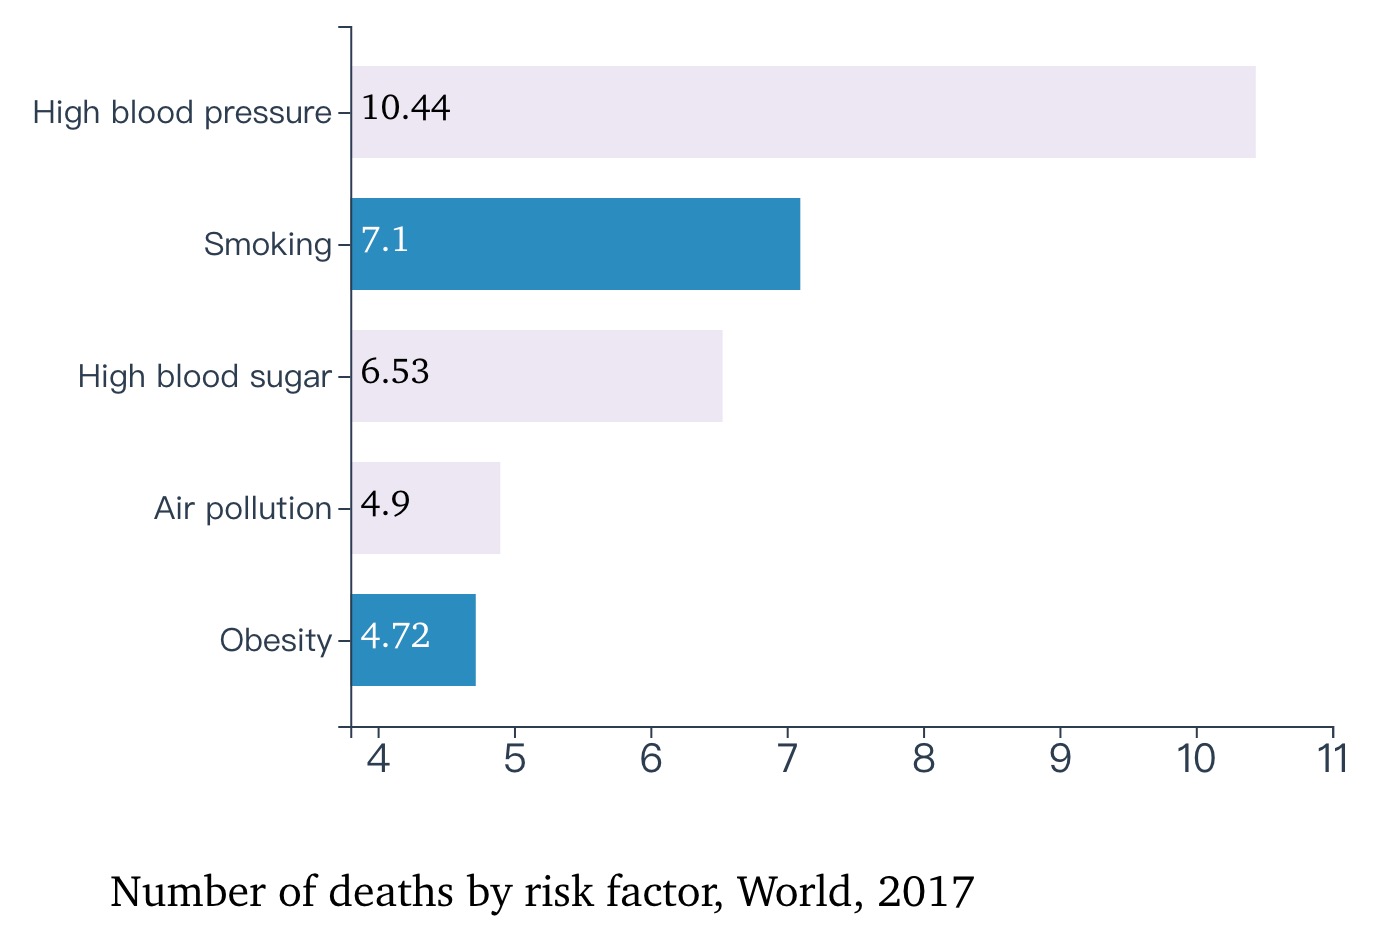 High blood pressure 10.44
Smoking 7.1
High blood sugar 6.53
Air pollution 4.9
Obesity 4.72
4 5 6 7 8 9 10 11
Number of deaths by risk factor, World, 2017